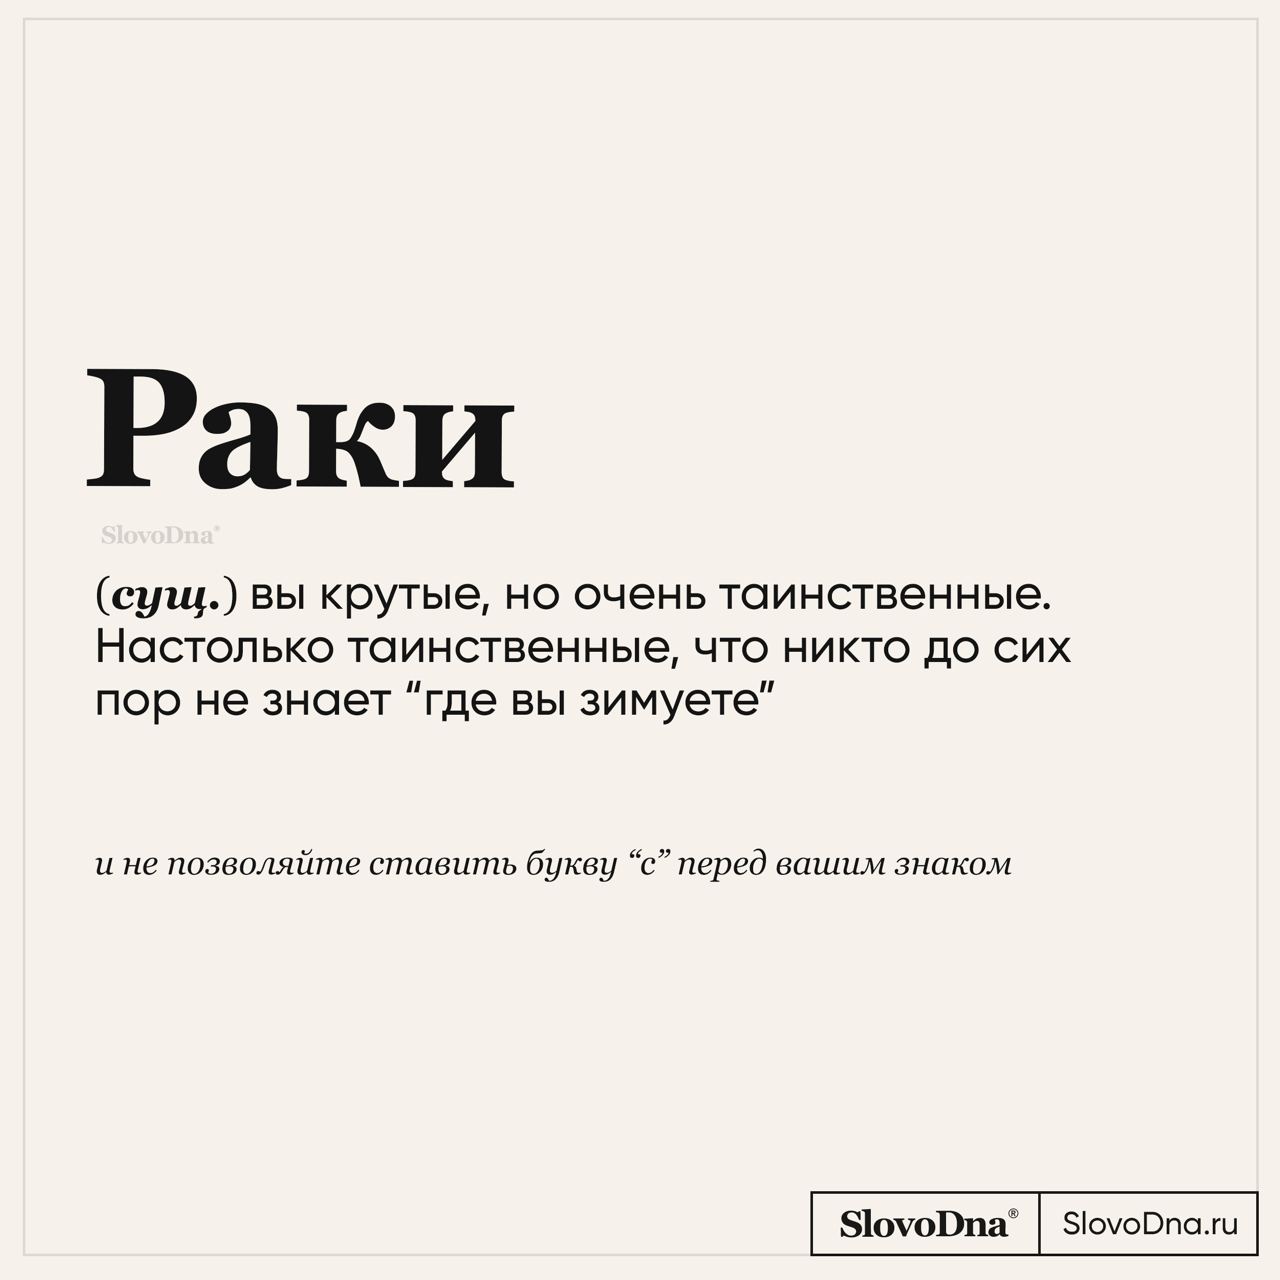 Раки
SlovoDna®
(сущ.) вы крутые, но очень таинственные.
Настолько таинственные, что никто до сих
пор не знает “где вы зимуете”
и не позволяйте ставить букву “с” перед вашим знаком
SlovoDna® SlovoDna.ru